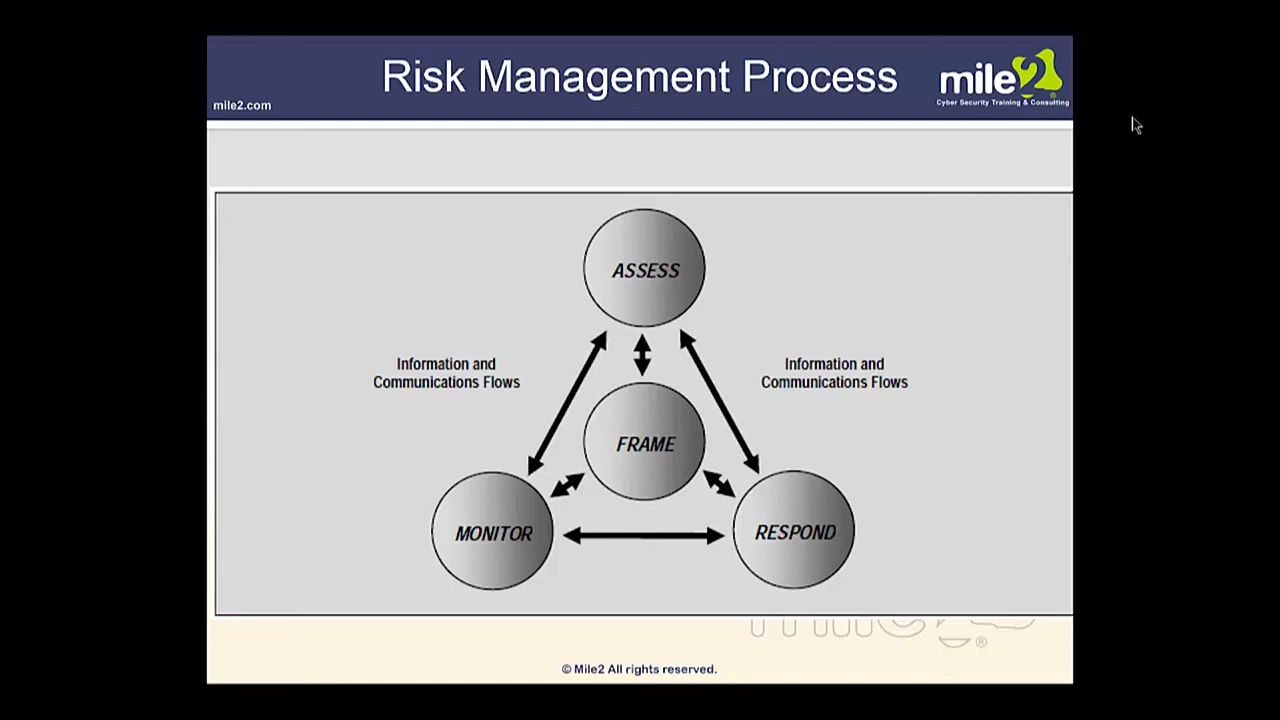 Risk Management Process
mile2.com
mile2
Cyber Security Training & Consulting
ASSESS
Information and
Communications Flows
Information and
Communications Flows
FRAME
MONITOR
RESPOND
mile2
®
© Mile2 All rights reserved.